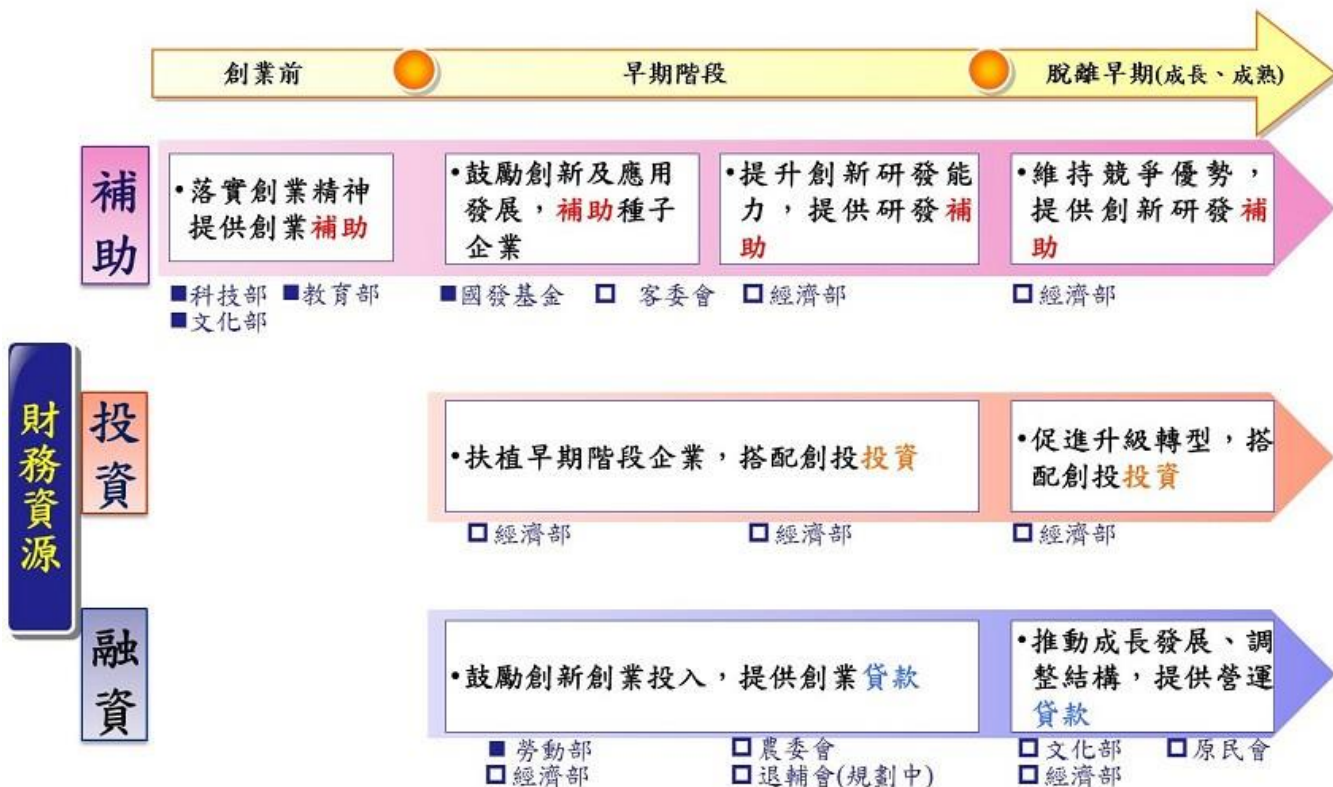 創業前
早期階段
脫離早期(成長、成熟)
補助
•落實創業精神
提供創業補助
•鼓勵創新及應用
發展，補助種子
企業
•提升創新研發能
力，提供研發補
助
•維持競爭優勢，
提供創新研發補
助
■科技部 ■教育部
■文化部
■國發基金 □ 客委會
□經濟部
□經濟部
財務資源
投資
•扶植早期階段企業，搭配創投投資
•促進升級轉型，搭
配創投投資
□經濟部
□經濟部
□經濟部
融資
•鼓勵創新創業投入，提供創業貸款
•推動成長發展、調
整結構，提供營運
貸款
■ 勞動部
□經濟部
□農委會
□退輔會(規劃中)
□文化部 □原民會
□經濟部